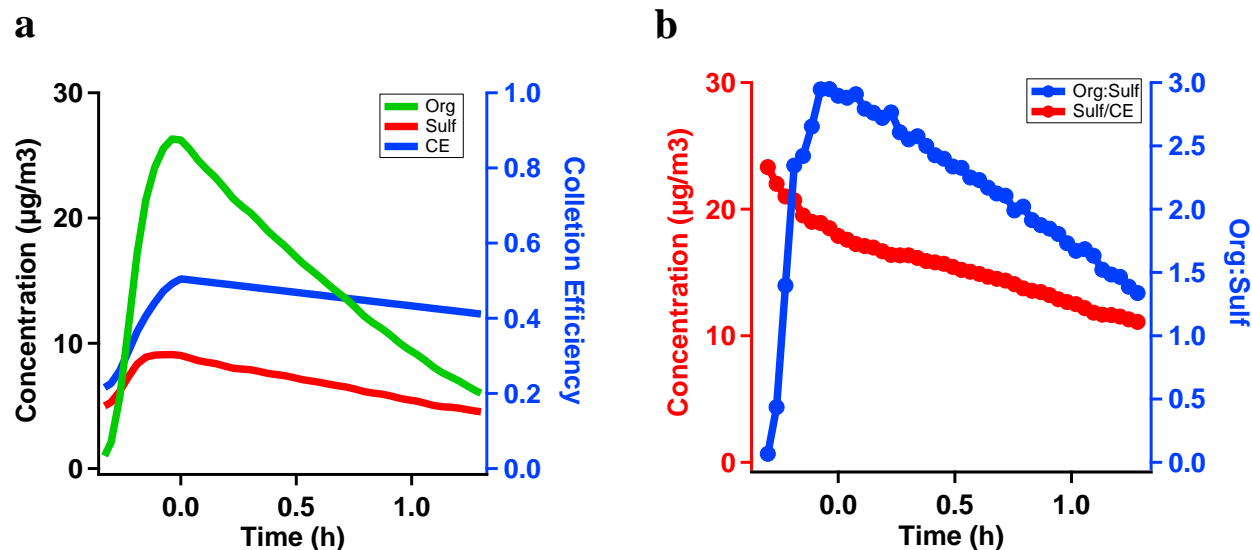 a
30
20
10
0
Concentration (µg/m3)
Org
Sulf
CE
1.0
0.8
0.6
0.4
0.2
0.0
Colletion Efficiency
0.0
0.5
1.0
Time (h)
b
30
20
10
0
Concentration (µg/m3)
Org:Sulf
Sulf/CE
3.0
2.5
2.0
1.5
1.0
0.5
0.0
Org:Sulf
0.0
0.5
1.0
Time (h)